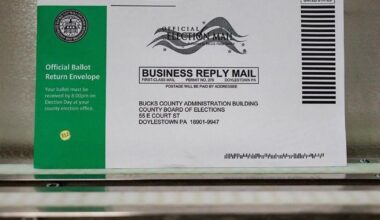 OFFICIAL
ELECTION MAIL
Official Ballot
Return Envelope
Your ballot must be
received by 8:00pm on
Election Day at your
county election office.
BUSINESS REPLY MAIL
FIRST-CLASS MAIL PERMIT NO. 279 DOYLESTOWN PA
POSTAGE WILL BE PAID BY ADDRESSEE
BUCKS COUNTY ADMINISTRATION BUILDING
COUNTY BOARD OF ELECTIONS
55 E COURT ST
DOYLESTOWN PA 18901-9947